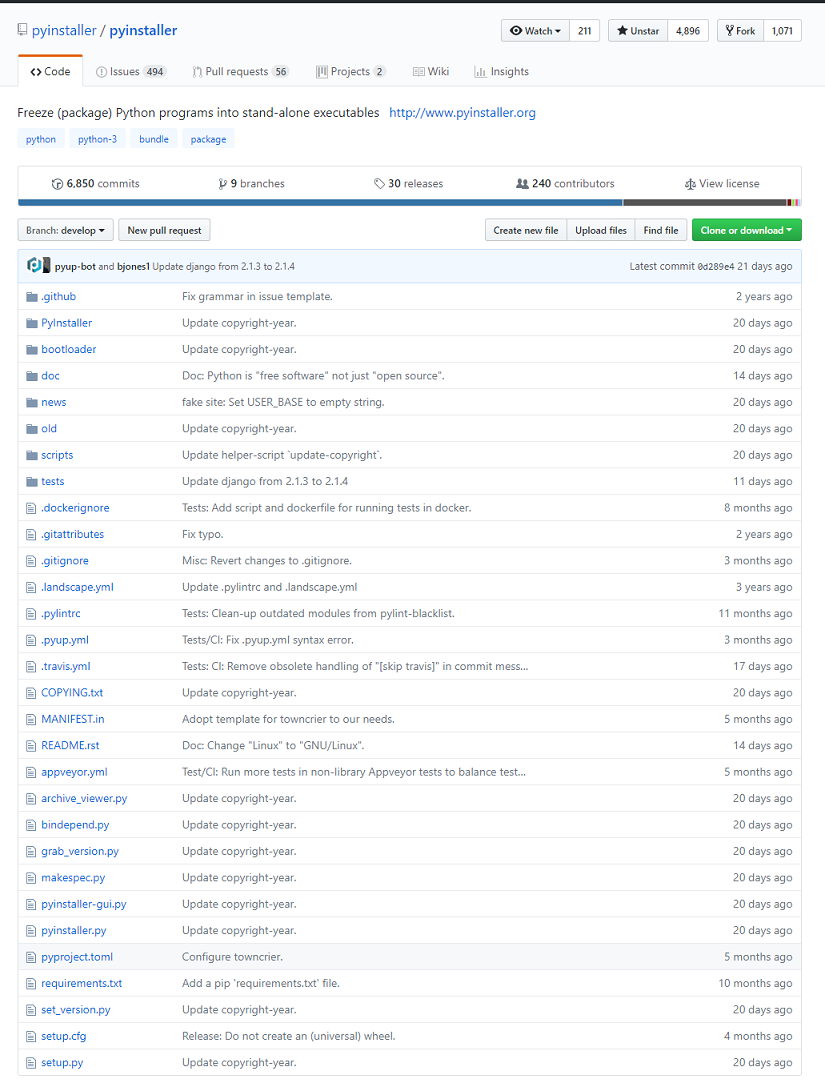 pyinstaller / pyinstaller Watch 211 Unstar 4,896 Fork 1,071
Code Issues 494 Pull requests 56 Projects 2 Wiki Insights
Freeze (package) Python programs into stand-alone executables http://www.pyinstaller.org
python python-3 bundle package
6,850 commits 9 branches 30 releases 240 contributors View license
Branch: develop New pull request Create new file Upload files Find file Clone or download
pyup-bot and bjones1 Update django from 2.1.3 to 2.1.4 Latest commit 0d289e4 21 days ago
.github Fix grammar in issue template. 2 years ago
PyInstaller Update copyright-year. 20 days ago
bootloader Update copyright-year. 20 days ago
doc Doc: Python is "free software" not just "open source". 14 days ago
news fake site: Set USER_BASE to empty string. 20 days ago
old Update copyright-year. 20 days ago
scripts Update helper-script `update-copyright`. 20 days ago
tests Update django from 2.1.3 to 2.1.4 11 days ago
.dockerignore Tests: Add script and dockerfile for running tests in docker. 8 months ago
.gitattributes Fix typo. 2 years ago
.gitignore Misc: Revert changes to .gitignore. 3 months ago
.landscape.yml Update .pylintrc and .landscape.yml 3 years ago
.pylintrc Tests: Clean-up outdated modules from pylint-blacklist. 11 months ago
.pyup.yml Tests/CI: Fix .pyup.yml syntax error. 3 months ago
.travis.yml Tests: CI: Remove obsolete handling of "[skip travis]" in commit mess... 17 days ago
COPYING.txt Update copyright-year. 20 days ago
MANIFEST.in Adopt template for towncrier to our needs. 5 months ago
README.rst Doc: Change "Linux" to "GNU/Linux". 14 days ago
appveyor.yml Test/CI: Run more tests in non-library Appveyor tests to balance test... 5 months ago
archive_viewer.py Update copyright-year. 20 days ago
bindepend.py Update copyright-year. 20 days ago
grab_version.py Update copyright-year. 20 days ago
makespec.py Update copyright-year. 20 days ago
pyinstaller-gui.py Update copyright-year. 20 days ago
pyinstaller.py Update copyright-year. 20 days ago
pyproject.toml Configure towncrier. 5 months ago
requirements.txt Add a pip 'requirements.txt' file. 10 months ago
set_version.py Update copyright-year. 20 days ago
setup.cfg Release: Do not create an (universal) wheel. 4 months ago
setup.py Update copyright-year. 20 days ago